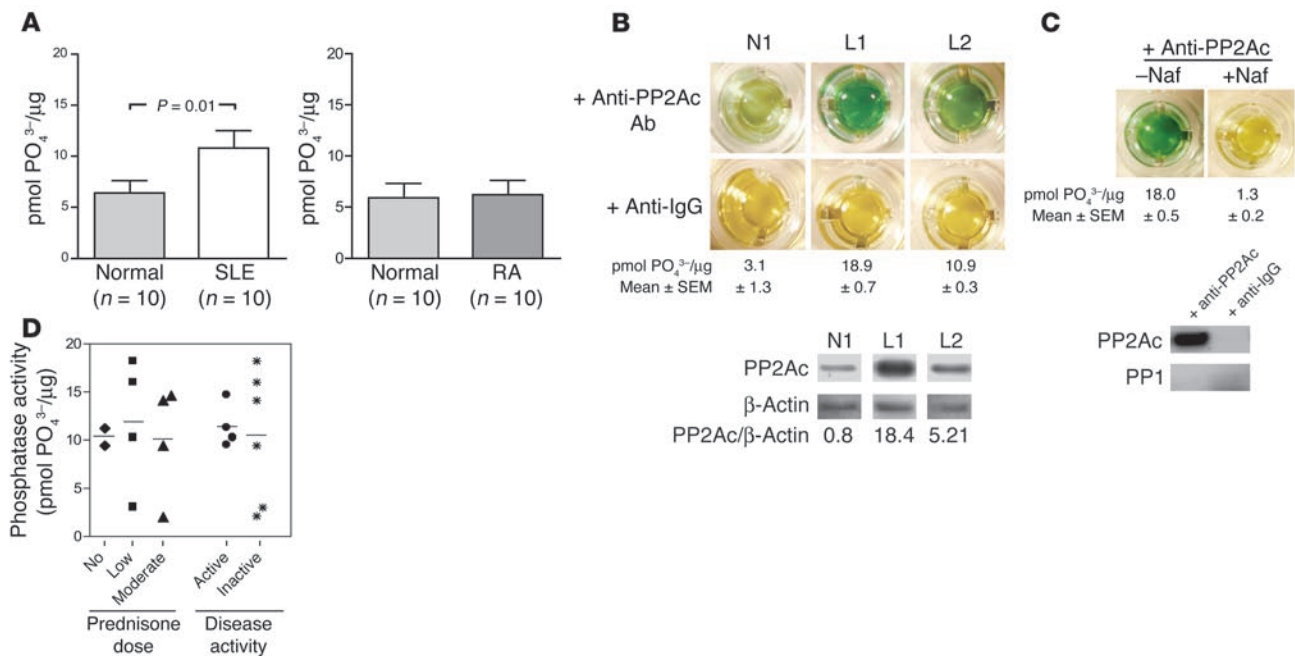 A
20
15
10
5
0
pmol PO₄³⁻/µg
P = 0.01
Normal
(n = 10)
SLE
(n = 10)
20
15
10
5
0
pmol PO₄³⁻/µg
Normal
(n = 10)
RA
(n = 10)
B
N1 L1 L2
+ Anti-PP2Ac
Ab
+ Anti-IgG
pmol PO₄³⁻/µg 3.1 18.9 10.9
Mean ± SEM ± 1.3 ± 0.7 ± 0.3
N1 L1 L2
PP2Ac
β-Actin
PP2Ac/β-Actin 0.8 18.4 5.21
C
+ Anti-PP2Ac
–Naf +Naf
pmol PO₄³⁻/µg 18.0 1.3
Mean ± SEM ± 0.5 ± 0.2
+ anti-PP2Ac
+ anti-IgG
PP2Ac
PP1
D
Phosphatase activity
(pmol PO₄³⁻/µg)
20
15
10
5
0
No
Low
Moderate
Active
Inactive
Prednisone
dose
Disease
activity